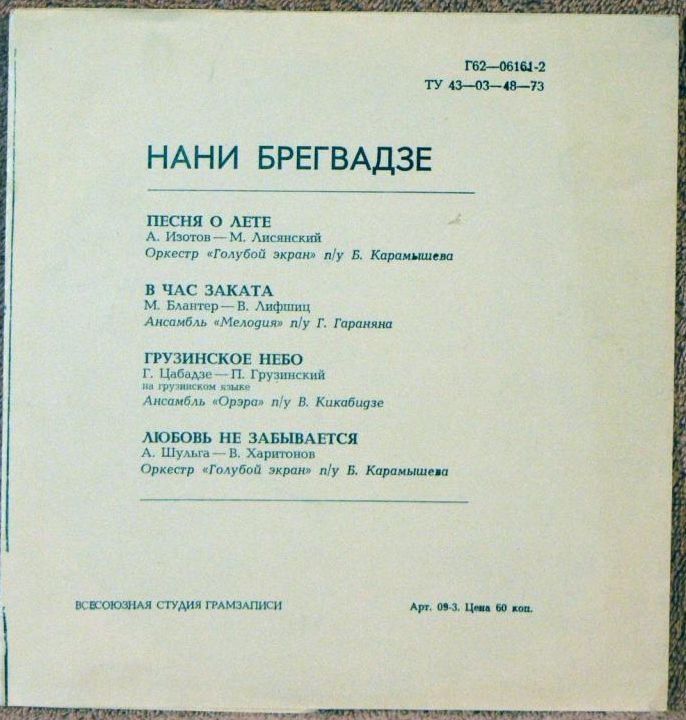 Г62—06161-2
ТУ 43—03—48—73
НАНИ БРЕГВАДЗЕ
ПЕСНЯ О ЛЕТЕ
А. Изотов — М. Лисянский
Оркестр «Голубой экран» п/у Б. Карамышева
В ЧАС ЗАКАТА
М. Блантер — В. Лифшиц
Ансамбль «Мелодия» п/у Г. Гараняна
ГРУЗИНСКОЕ НЕБО
Г. Цабадзе — П. Грузинский
на грузинском языке
Ансамбль «Орэра» п/у В. Кикабидзе
ЛЮБОВЬ НЕ ЗАБЫВАЕТСЯ
А. Шульга — В. Харитонов
Оркестр «Голубой экран» п/у Б. Карамышева
ВСЕСОЮЗНАЯ СТУДИЯ ГРАМЗАПИСИ
Арт. 09-3. Цена 60 коп.